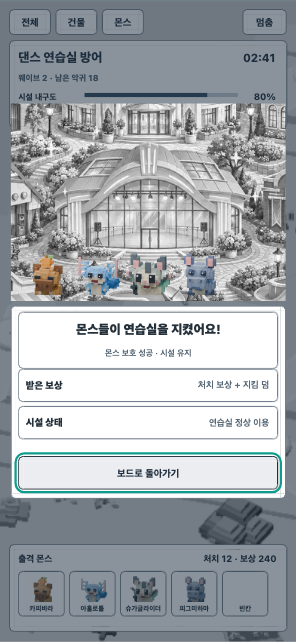 전체 건물 몬스 멈춤
댄스 연습실 방어 02:41
웨이브 2 · 남은 악귀 18
시설 내구도 80%
몬스들이 연습실을 지켰어요!
몬스 보호 성공 · 시설 유지
받은 보상 처치 보상 + 지킴 덤
시설 상태 연습실 정상 이용
보드로 돌아가기
출격 몬스 처치 12 · 보상 240
카피바라 아홀로틀 슈가글라이더 피그미하마 빈칸